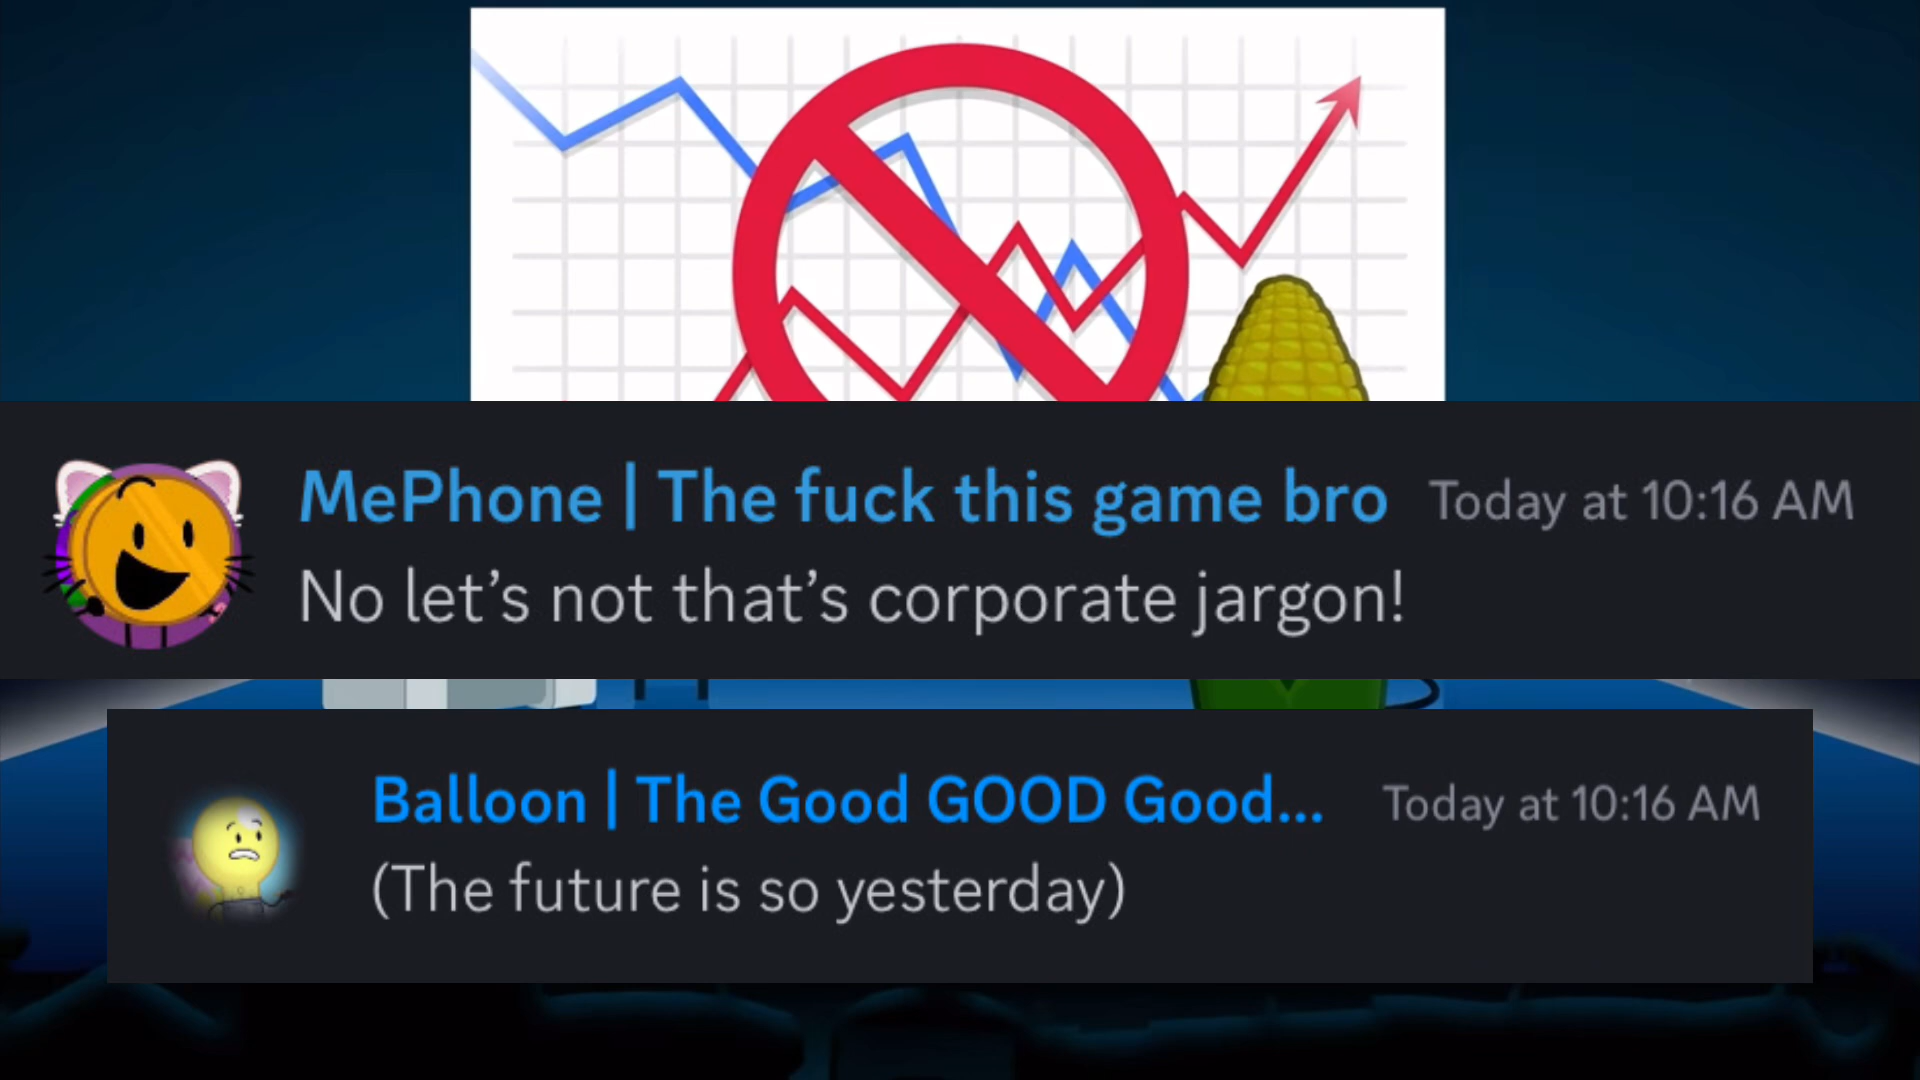 MePhone | The fuck this game bro Today at 10:16 AM
No let’s not that’s corporate jargon!
Balloon | The Good GOOD Good... Today at 10:16 AM
(The future is so yesterday)